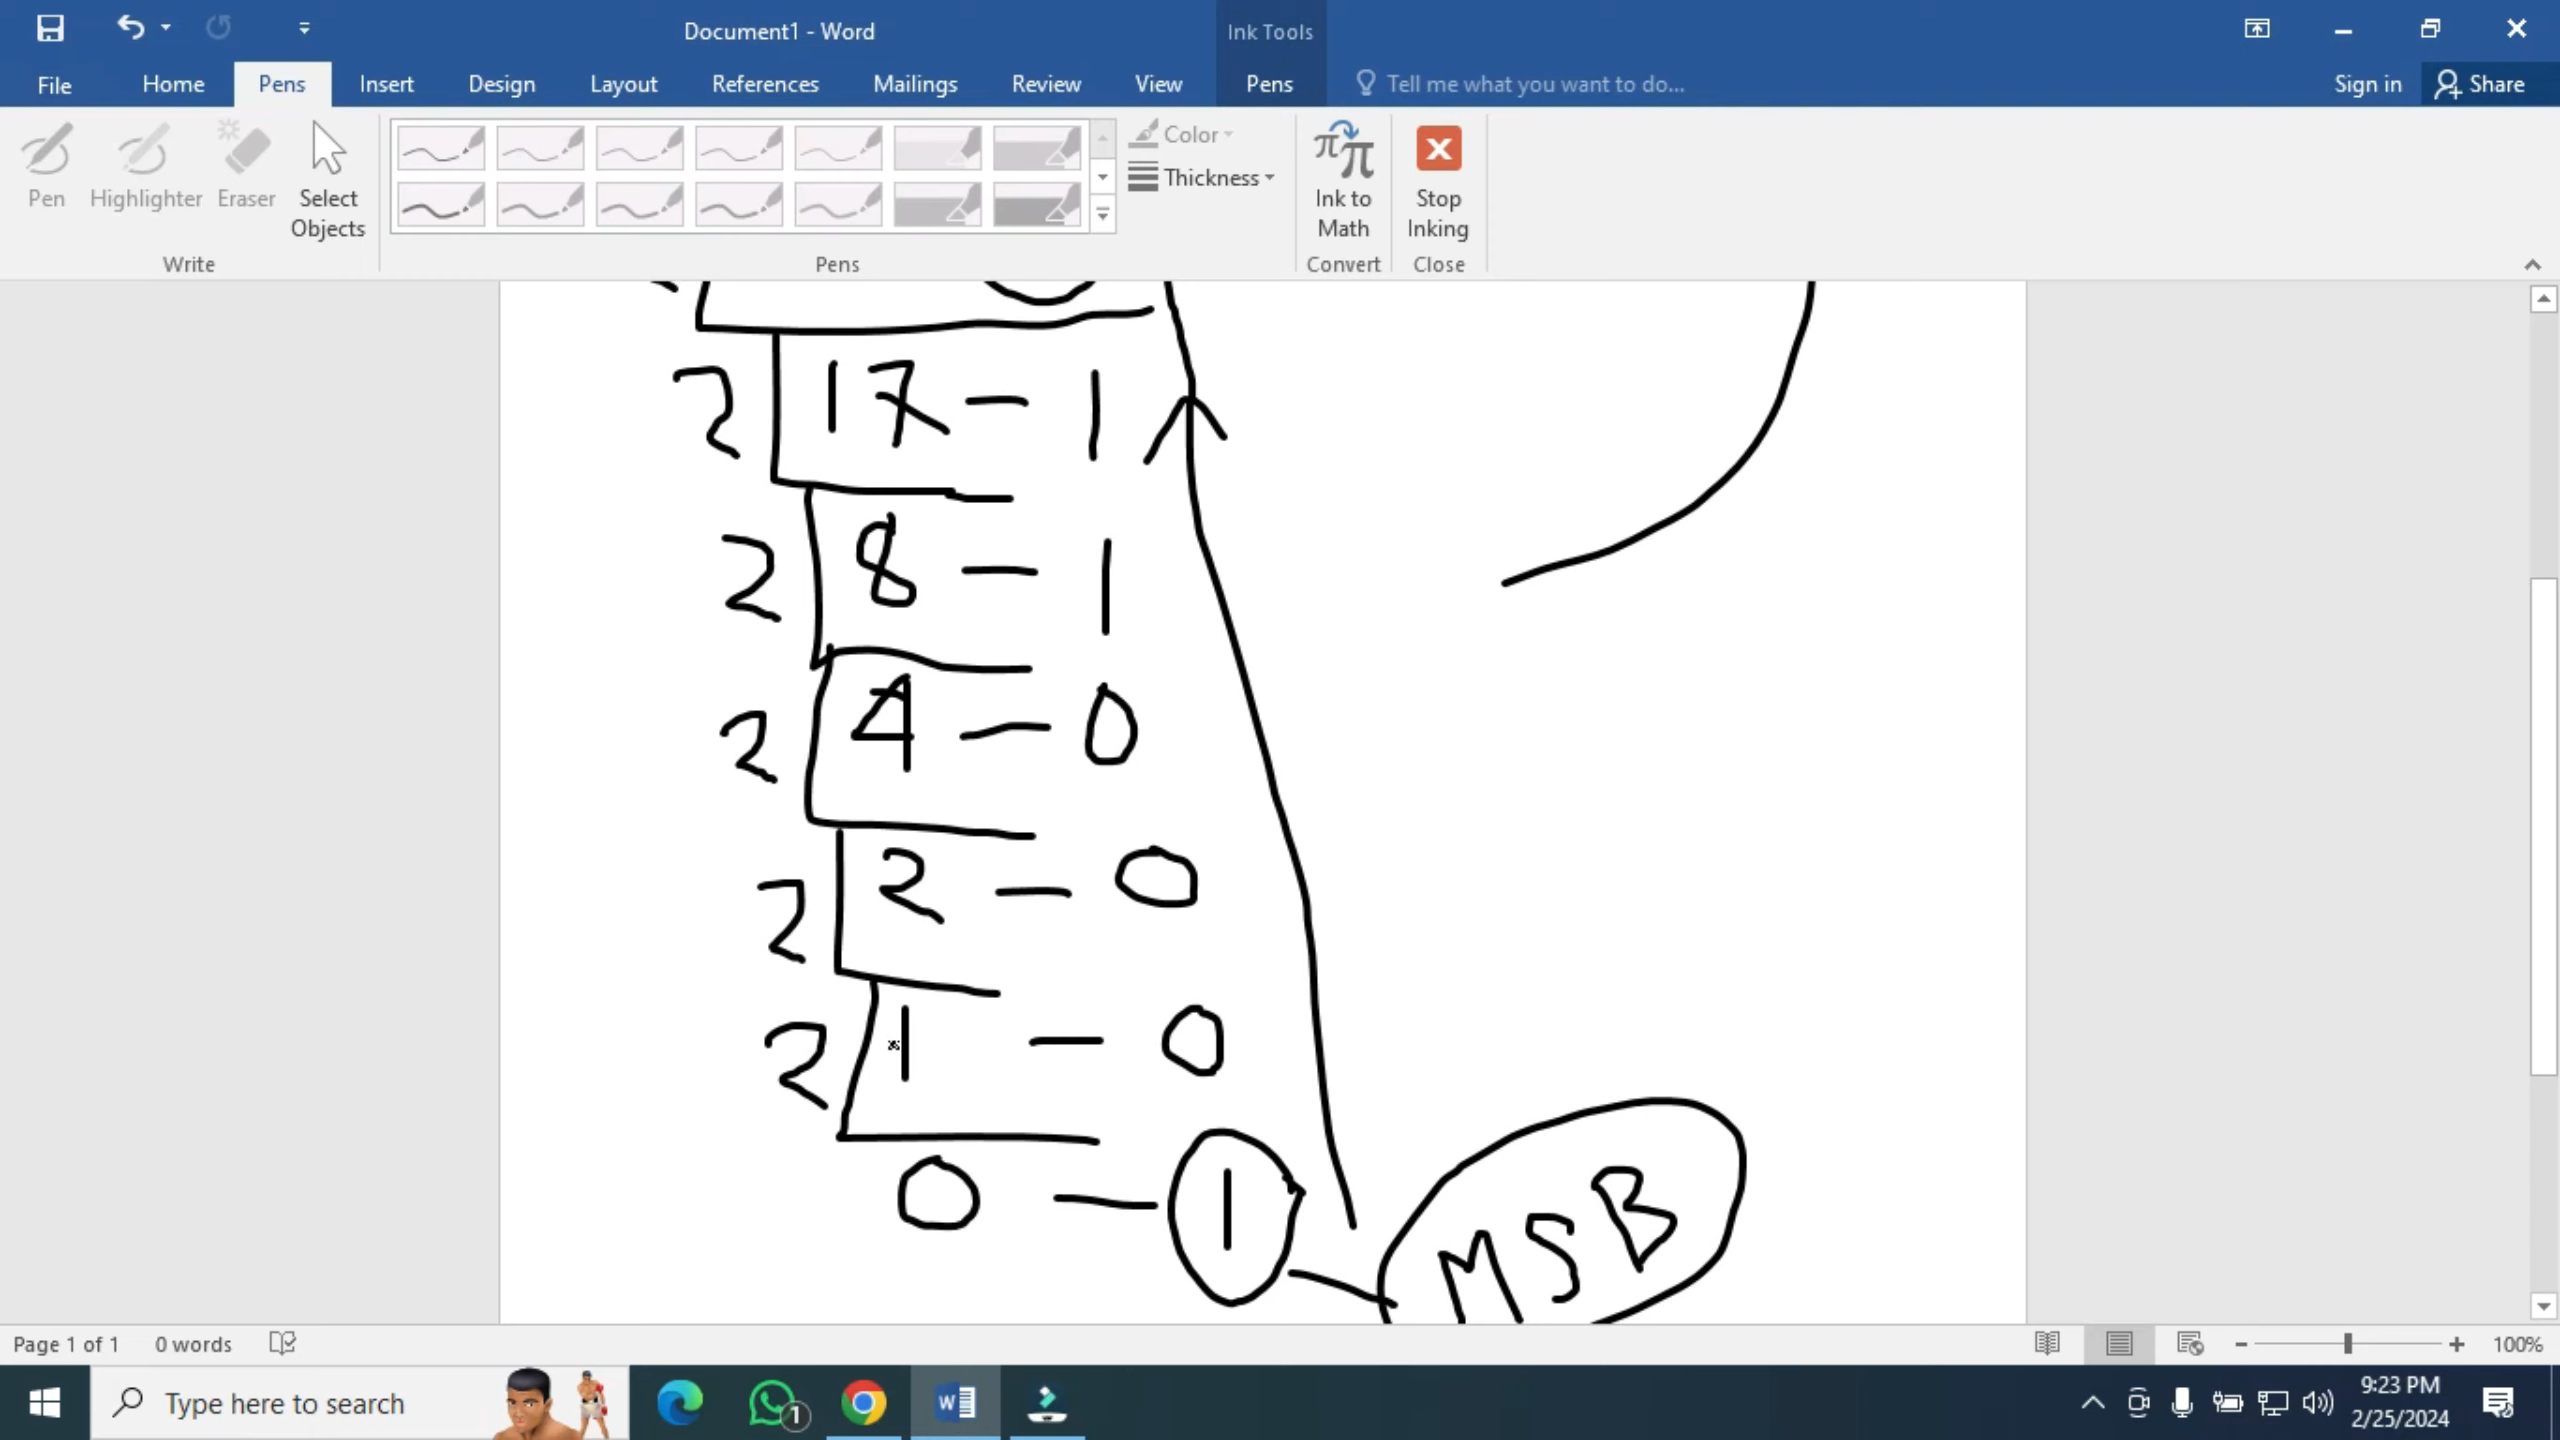 Document1 - Word
Ink Tools
File Home Pens Insert Design Layout References Mailings Review View Pens Tell me what you want to do... Sign in Share
Pen Highlighter Eraser Select Objects
Color
Thickness
Ink to Math
Stop Inking
Write Pens Convert Close
2 17 - 1
2 8 - 1
2 4 - 0
2 2 - 0
2 1 - 0
0 - 1
MSB
Page 1 of 1 0 words 100%
Type here to search
1
9:23 PM
2/25/2024